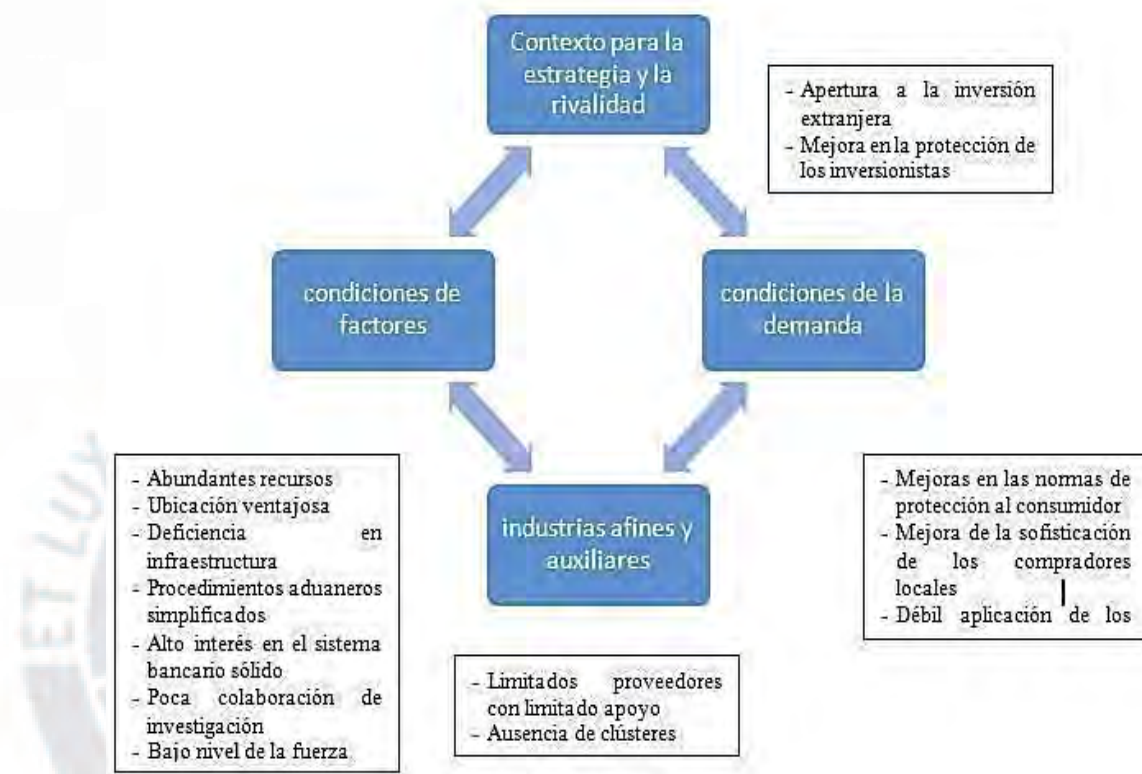 Contexto para la
estrategia y la
rivalidad
- Apertura a la inversión
extranjera
- Mejora en la protección de
los inversionistas
condiciones de
factores
condiciones de la
demanda
industrias afines y
auxiliares
- Abundantes recursos
- Ubicación ventajosa
- Deficiencia en
infraestructura
- Procedimientos aduaneros
simplificados
- Alto interés en el sistema
bancario sólido
- Poca colaboración de
investigación
- Bajo nivel de la fuerza
- Limitados proveedores
con limitado apoyo
- Ausencia de clústeres
- Mejoras en las normas de
protección al consumidor
- Mejora de la sofisticación
de los compradores
locales
- Débil aplicación de los
ET LUX